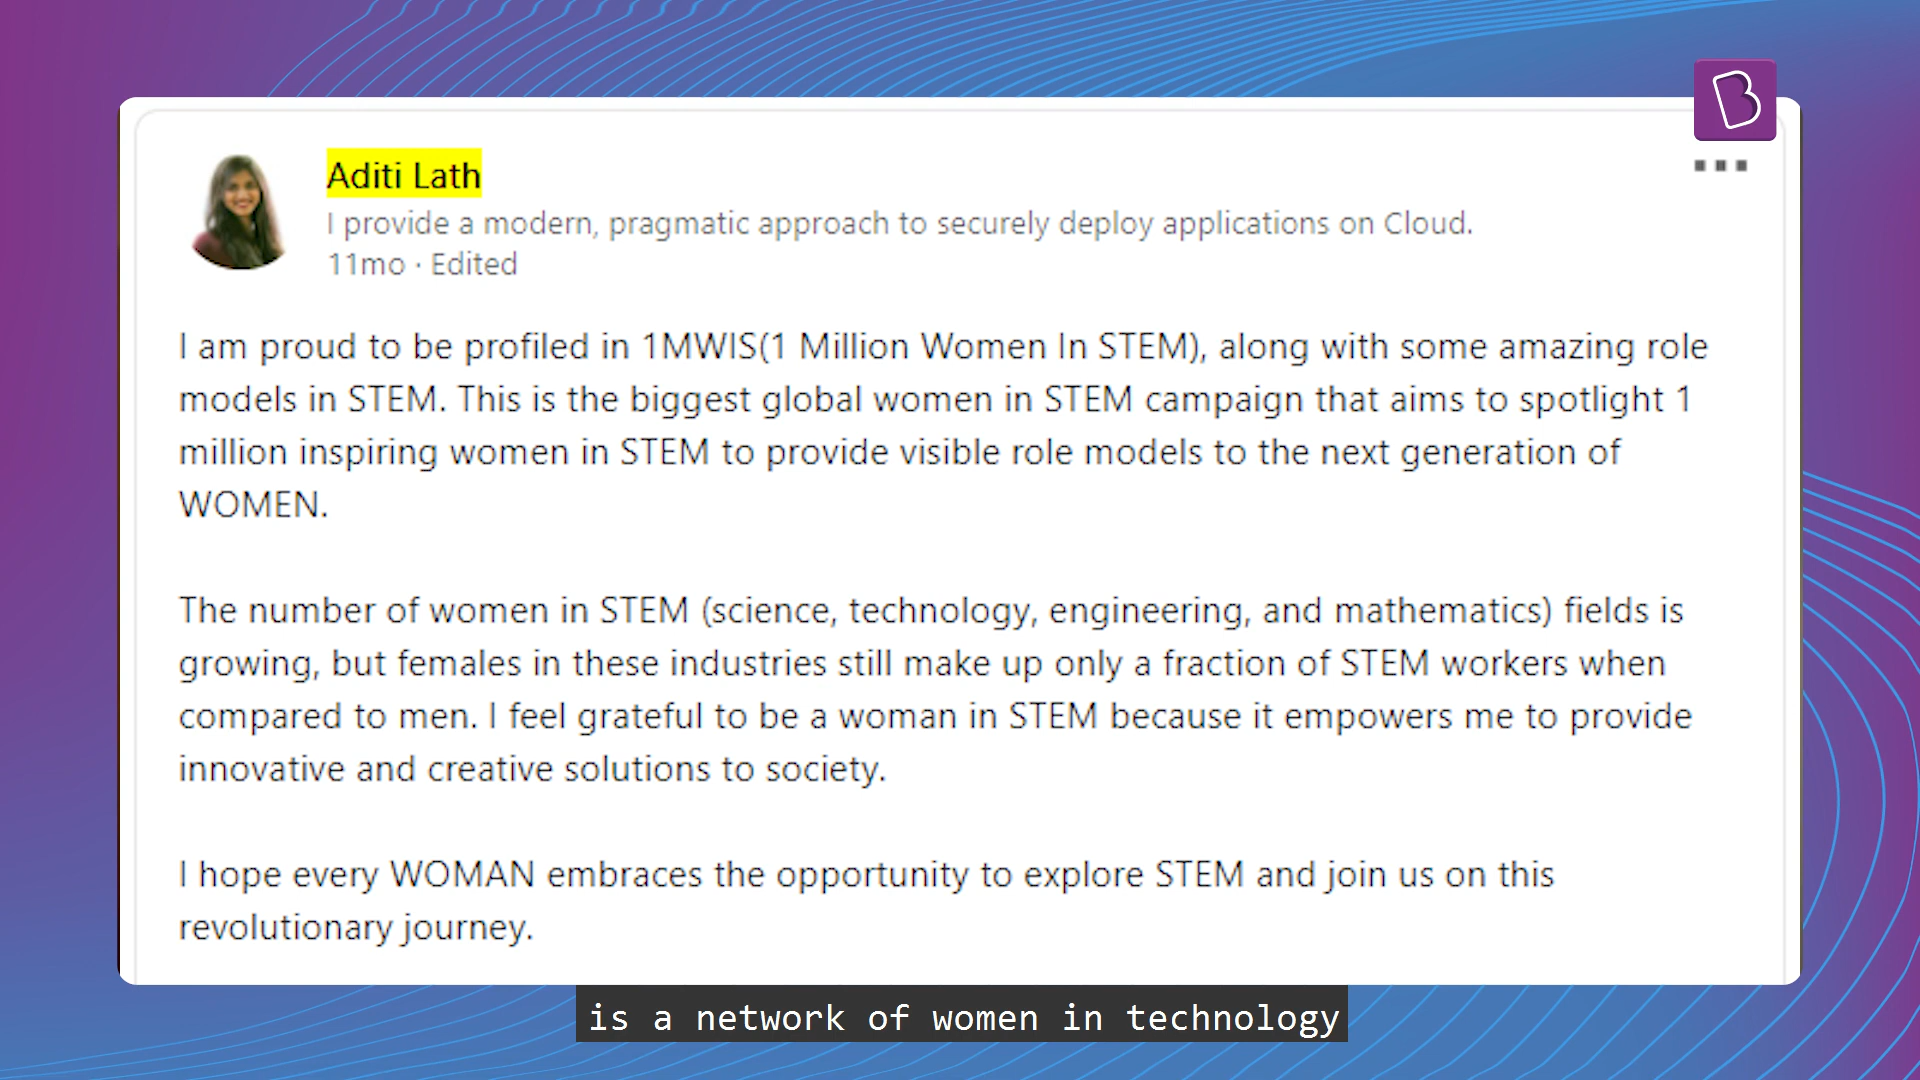 B
Aditi Lath
I provide a modern, pragmatic approach to securely deploy applications on Cloud.
11mo · Edited
I am proud to be profiled in 1MWIS(1 Million Women In STEM), along with some amazing role
models in STEM. This is the biggest global women in STEM campaign that aims to spotlight 1
million inspiring women in STEM to provide visible role models to the next generation of
WOMEN.
The number of women in STEM (science, technology, engineering, and mathematics) fields is
growing, but females in these industries still make up only a fraction of STEM workers when
compared to men. I feel grateful to be a woman in STEM because it empowers me to provide
innovative and creative solutions to society.
I hope every WOMAN embraces the opportunity to explore STEM and join us on this
revolutionary journey.
is a network of women in technology